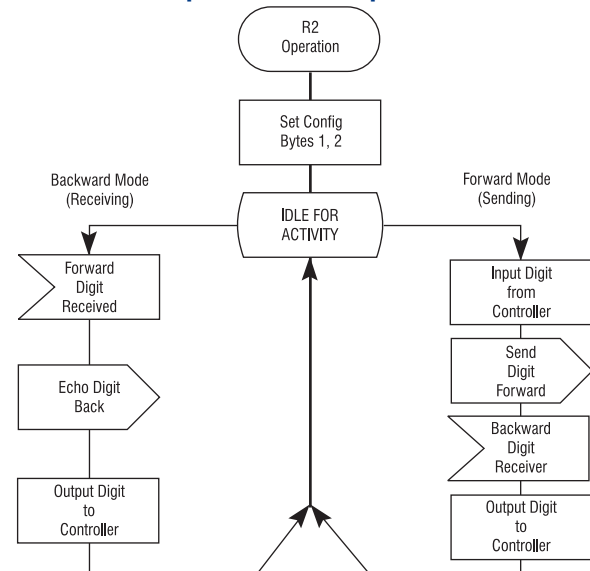 R2
Operation
Set Config
Bytes 1, 2
Backward Mode
(Receiving)
IDLE FOR
ACTIVITY
Forward Mode
(Sending)
Forward
Digit
Received
Echo Digit
Back
Output Digit
to
Controller
Input Digit
from
Controller
Send
Digit
Forward
Backward
Digit
Receiver
Output Digit
to
Controller